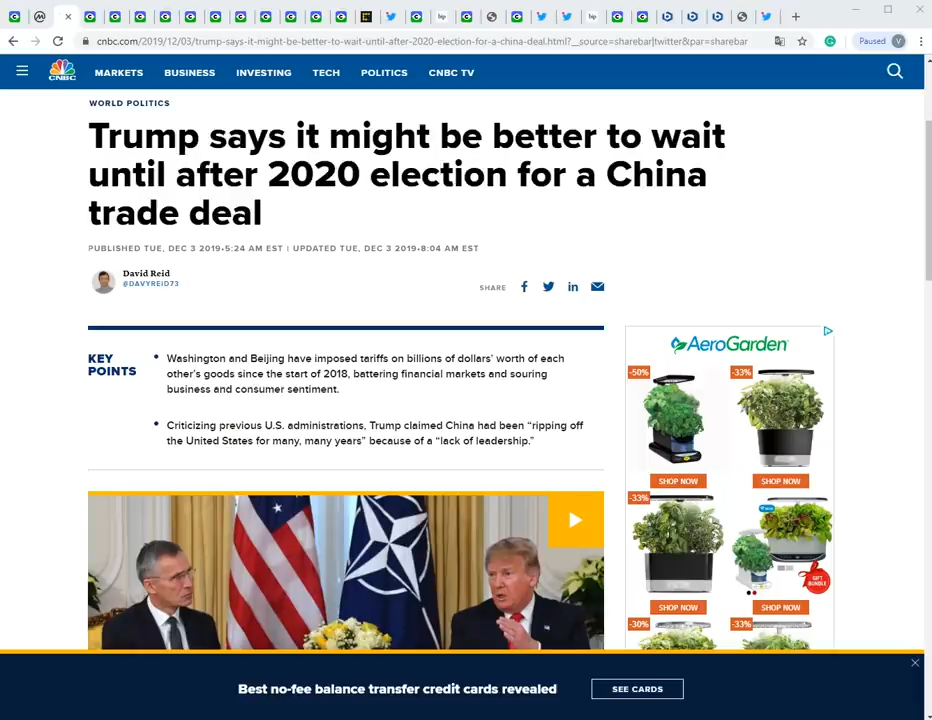 cnbc.com/2019/12/03/trump-says-it-might-be-better-to-wait-until-after-2020-election-for-a-china-deal.html?__source=sharebar|twitter&par=sharebar
Paused
V
CNBC
MARKETS
BUSINESS
INVESTING
TECH
POLITICS
CNBC TV
WORLD POLITICS
Trump says it might be better to wait
until after 2020 election for a China
trade deal
PUBLISHED TUE, DEC 3 2019•5:24 AM EST | UPDATED TUE, DEC 3 2019•8:04 AM EST
David Reid
@DAVYREID73
SHARE
KEY
POINTS
• Washington and Beijing have imposed tariffs on billions of dollars' worth of each
other's goods since the start of 2018, battering financial markets and souring
business and consumer sentiment.
• Criticizing previous U.S. administrations, Trump claimed China had been “ripping off
the United States for many, many years” because of a “lack of leadership.”
AeroGarden
-50%
-33%
SHOP NOW
SHOP NOW
-33%
GIFT
BUNDLE
SHOP NOW
SHOP NOW
-30%
-33%
Best no-fee balance transfer credit cards revealed
SEE CARDS